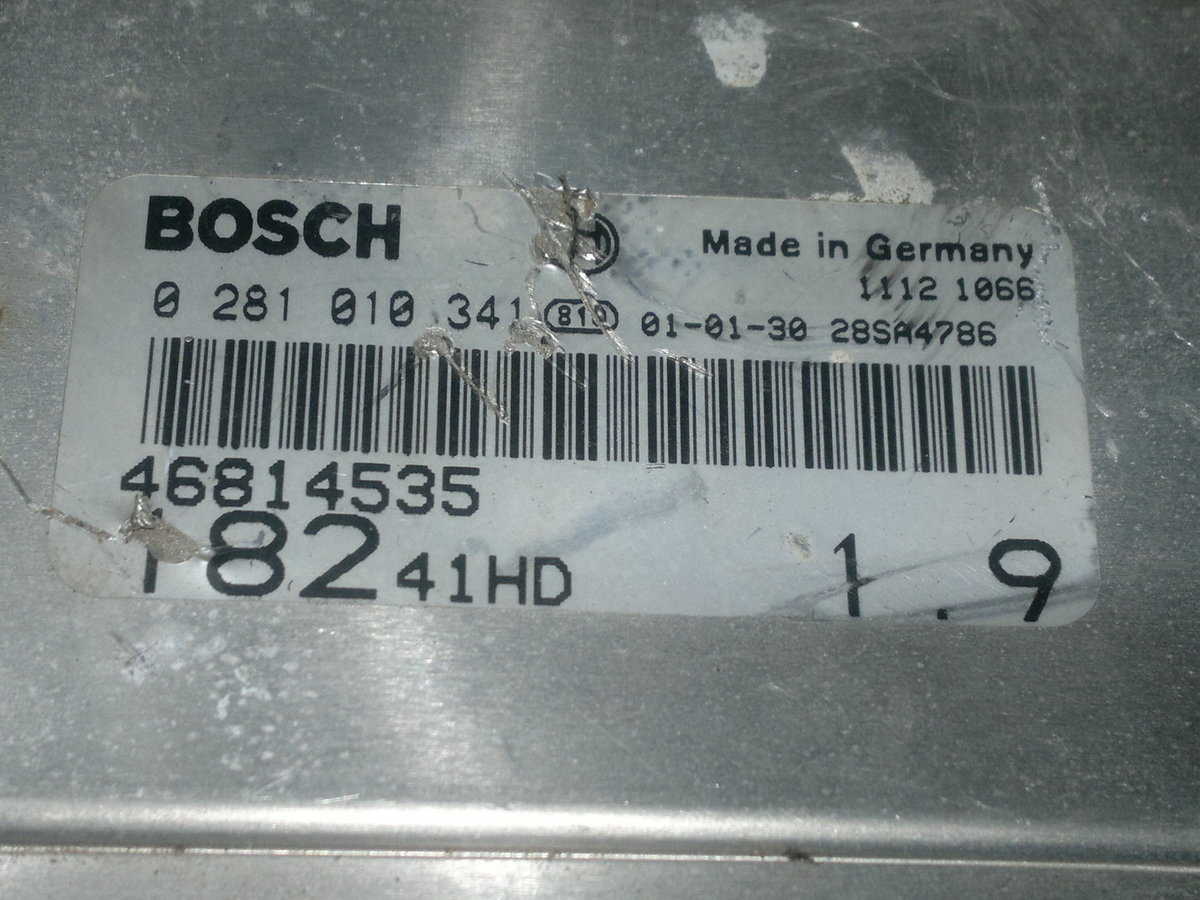 BOSCH
Made in Germany
1112 1066
0 281 010 341 810 01-01-30 28SA4786
46814535
182 41HD 1.9